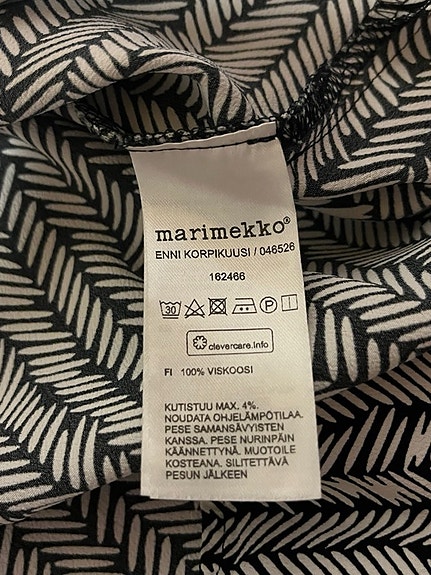 marimekko®
ENNI KORPIKUUSI / 046526
162466
30 P
clevercare.info
FI 100% VISKOOSI
KUTISTUU MAX. 4%.
NOUDATA OHJELÄMPÖTILAA.
PESE SAMANSÄVYISTEN
KANSSA. PESE NURINPÄIN
KÄÄNNETTYNÄ. MUOTOILE
KOSTEANA. SILITETTÄVÄ
PESUN JÄLKEEN